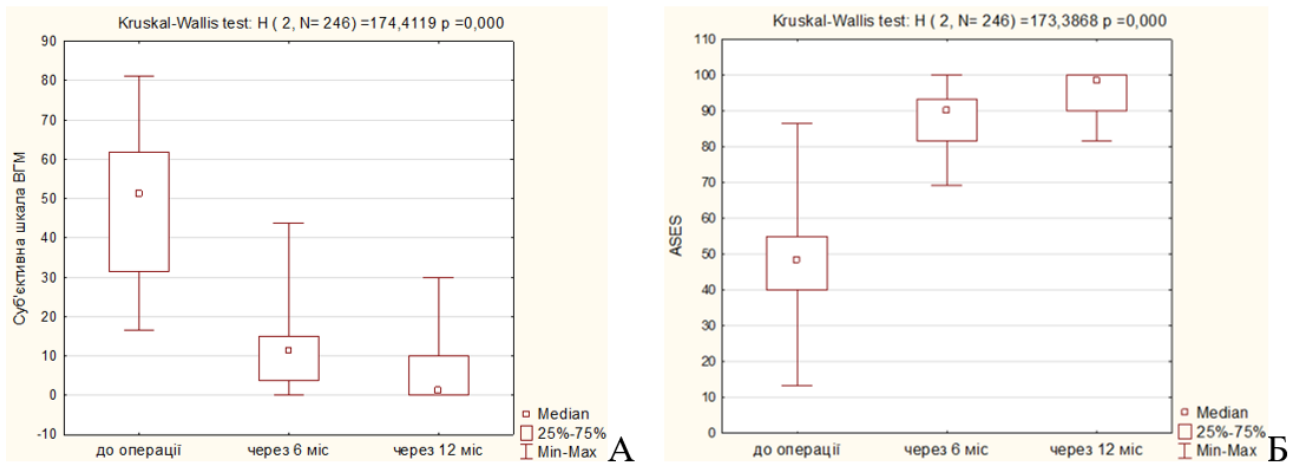 Kruskal-Wallis test: H ( 2, N= 246) =174,4119 p =0,000
Суб'єктивна шкала ВГМ
90
80
70
60
50
40
30
20
10
0
-10
до операції
через 6 міс
через 12 міс
Median
25%-75%
Min-Max
А
Kruskal-Wallis test: H ( 2, N= 246) =173,3868 p =0,000
ASES
110
100
90
80
70
60
50
40
30
20
10
0
до операції
через 6 міс
через 12 міс
Median
25%-75%
Min-Max
Б